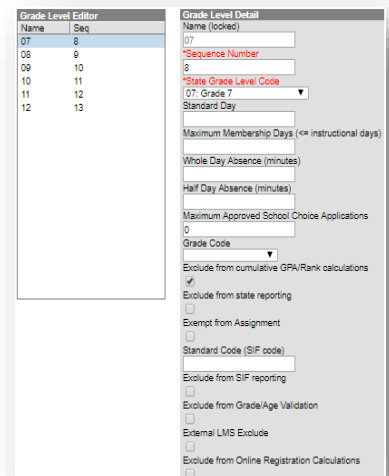 Grade Level Editor
Name Seq
07 8
08 9
09 10
10 11
11 12
12 13
Grade Level Detail
Name (locked)
07
*Sequence Number
8
*State Grade Level Code
07: Grade 7
Standard Day
Maximum Membership Days (<= instructional days)
Whole Day Absence (minutes)
Half Day Absence (minutes)
Maximum Approved School Choice Applications
0
Grade Code
Exclude from cumulative GPA/Rank calculations
Exclude from state reporting
Exempt from Assignment
Standard Code (SIF code)
Exclude from SIF reporting
Exclude from Grade/Age Validation
External LMS Exclude
Exclude from Online Registration Calculations